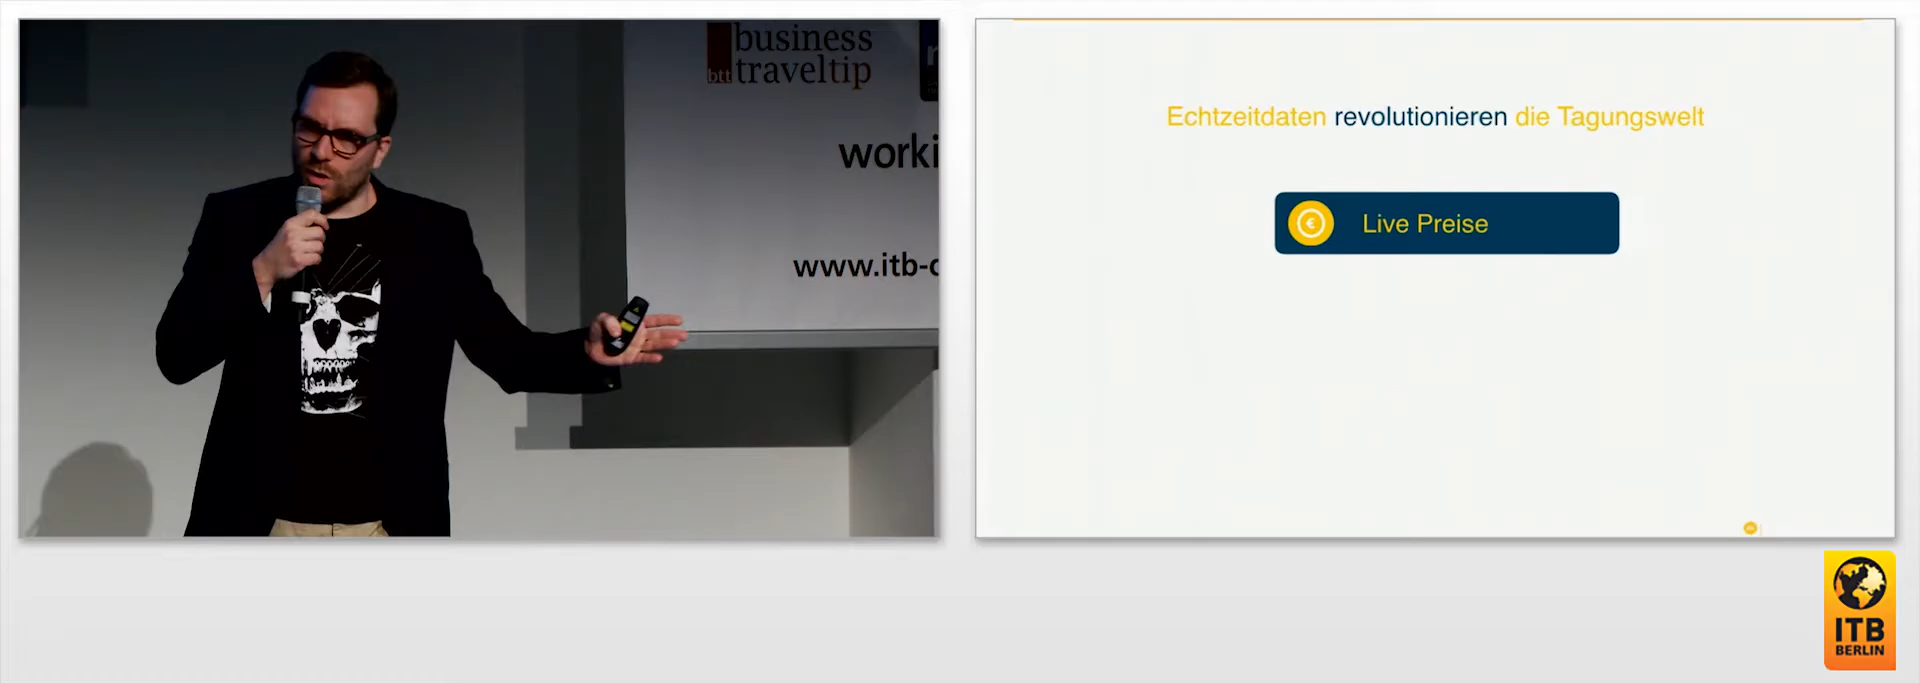 business
btt traveltip
worki
www.itb-c
Echtzeitdaten revolutionieren die Tagungswelt
€ Live Preise
ITB
BERLIN